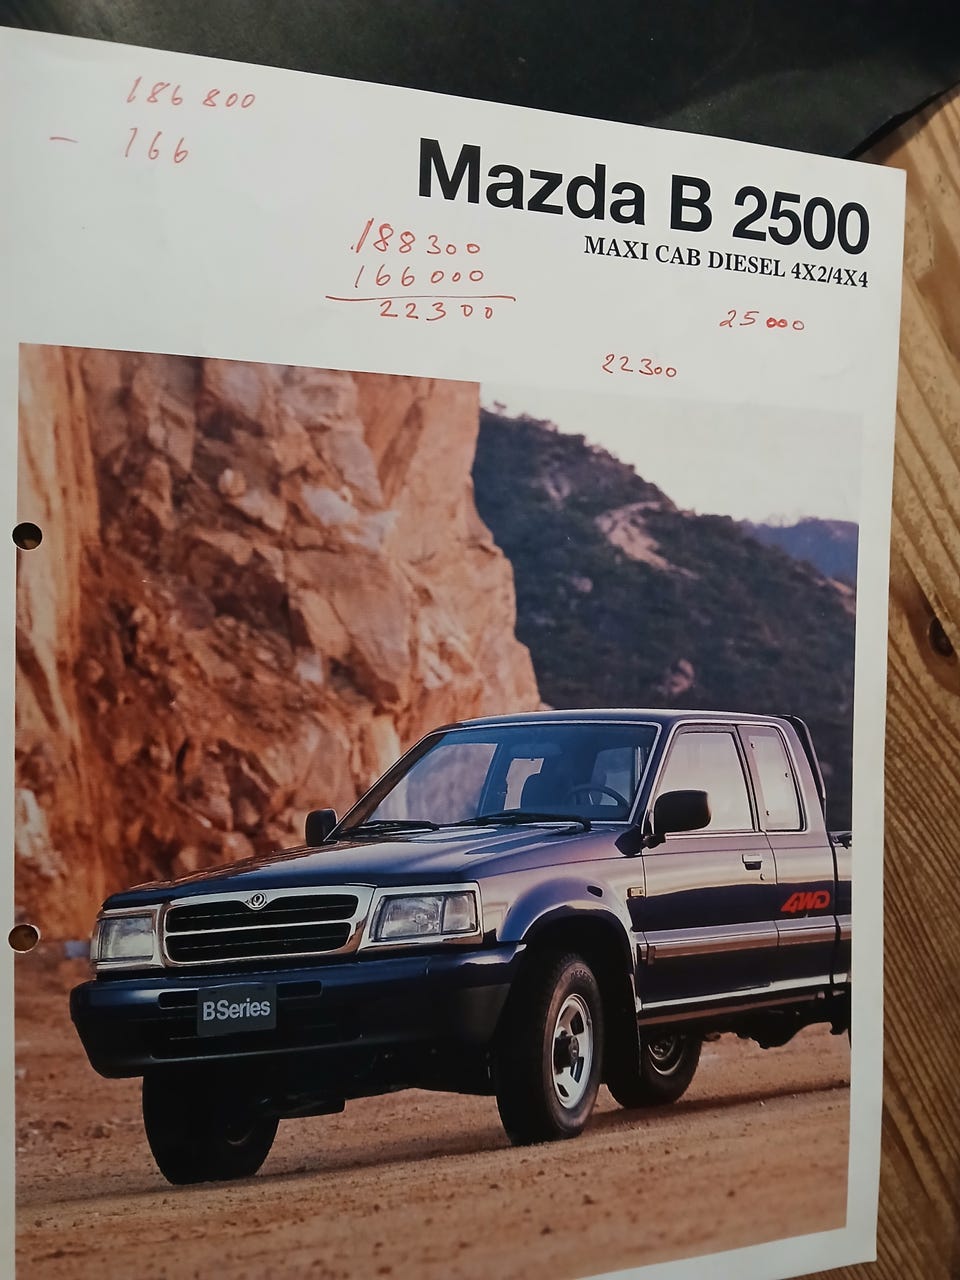 186 800
- 166
Mazda B 2500
MAXI CAB DIESEL 4X2/4X4
188300
166000
22300
25000
22300
4WD
BSeries